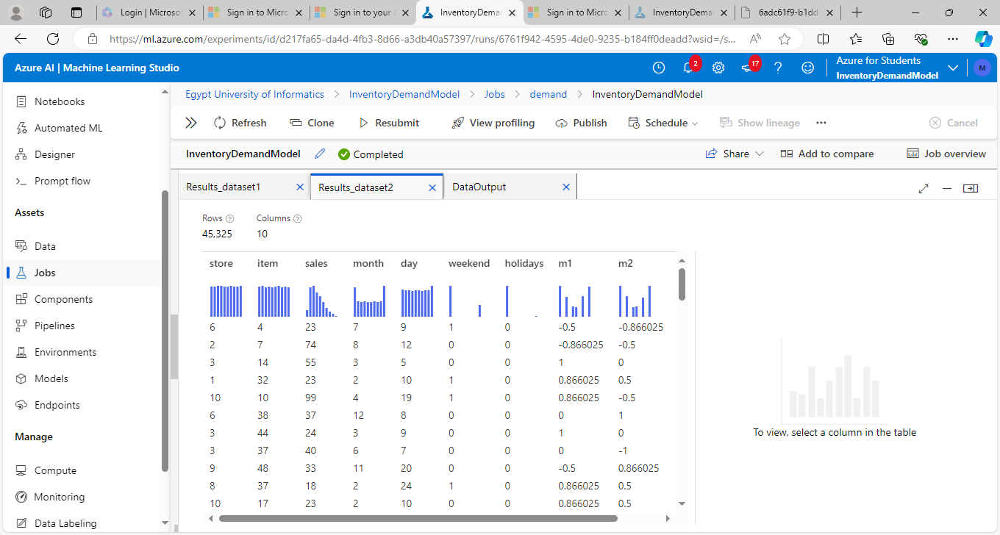 Login | Microsof
Sign in to Micro
Sign in to your a
InventoryDeman
Sign in to Micro
InventoryDeman
6adc61f9-b1dd
https://ml.azure.com/experiments/id/d217fa65-da4d-4fb3-8d66-a3db40a57397/runs/6761f942-4595-4de0-9235-b184ff0deadd?wsid=/s...
Azure AI | Machine Learning Studio
2
17
Azure for Students
InventoryDemandModel
M
Notebooks
Automated ML
Designer
Prompt flow
Assets
Data
Jobs
Components
Pipelines
Environments
Models
Endpoints
Manage
Compute
Monitoring
Data Labeling
Egypt University of Informatics > InventoryDemandModel > Jobs > demand > InventoryDemandModel
Refresh Clone Resubmit View profiling Publish Schedule Show lineage ... Cancel
InventoryDemandModel Completed Share Add to compare Job overview
Results_dataset1 Results_dataset2 DataOutput
Rows Columns
45,325 10
store item sales month day weekend holidays m1 m2
6 4 23 7 9 1 0 -0.5 -0.866025
2 7 74 8 12 0 0 -0.866025 -0.5
3 14 55 3 5 0 0 1 0
1 32 23 2 10 1 0 0.866025 0.5
10 10 99 4 19 1 0 0.866025 -0.5
6 38 37 12 8 0 0 0 1
3 44 24 3 9 0 0 1 0
3 37 40 6 7 0 0 0 -1
9 48 33 11 20 0 0 -0.5 0.866025
8 37 18 2 24 1 0 0.866025 0.5
10 17 23 2 10 0 0 0.866025 0.5
To view, select a column in the table